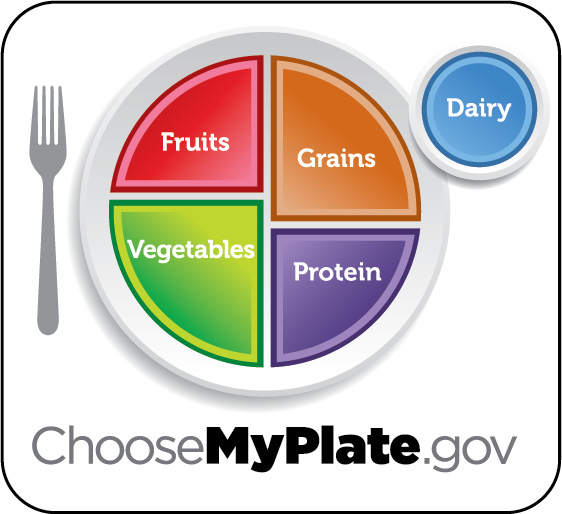 Dairy
Fruits
Grains
Vegetables
Protein
ChooseMyPlate.gov